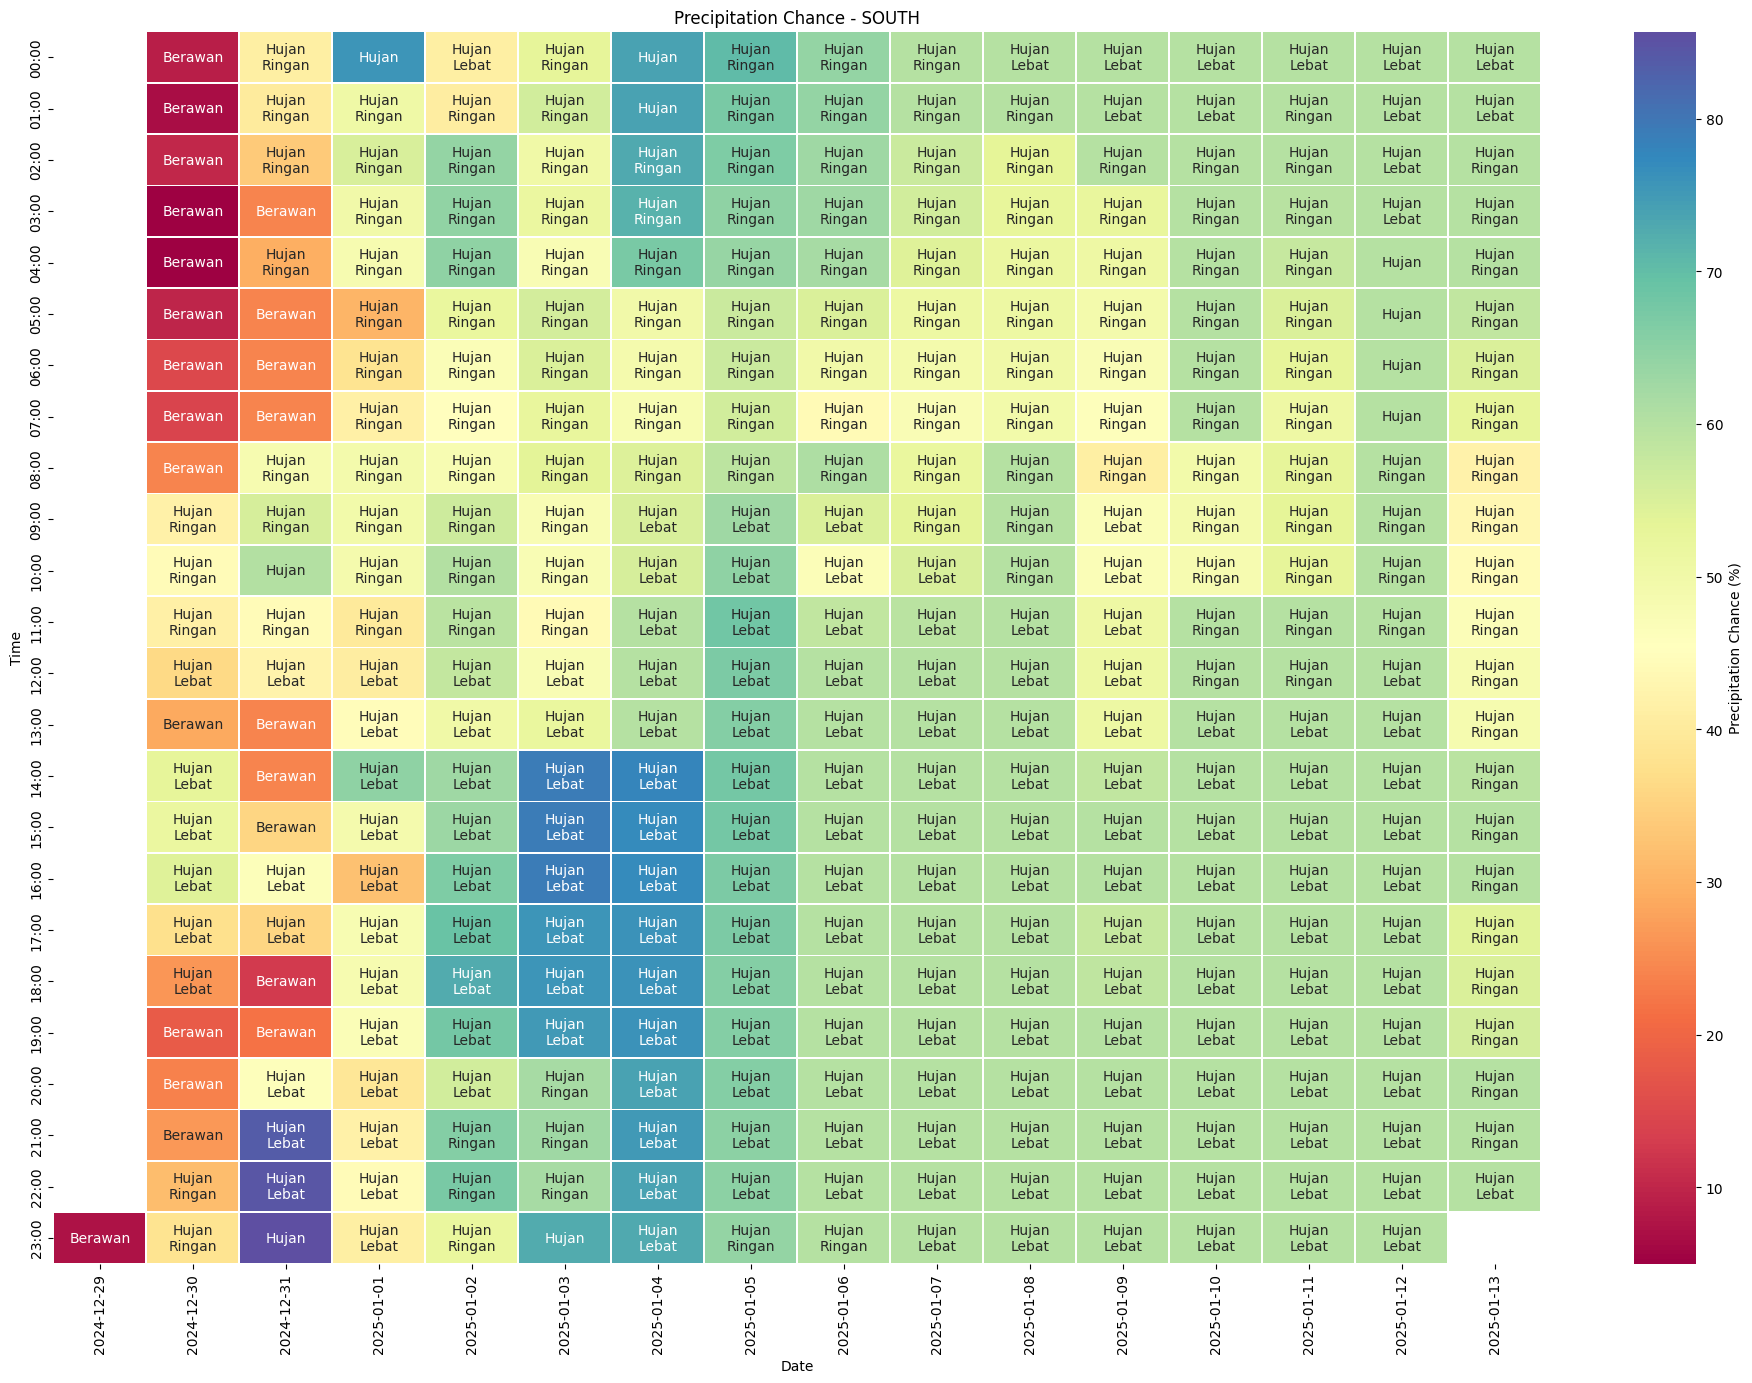 Precipitation Chance - SOUTH
00:00 Berawan Hujan Ringan Hujan Hujan Lebat Hujan Ringan Hujan Hujan Ringan Hujan Ringan Hujan Ringan Hujan Lebat Hujan Lebat Hujan Lebat Hujan Lebat Hujan Lebat Hujan Lebat
01:00 Berawan Hujan Ringan Hujan Ringan Hujan Ringan Hujan Ringan Hujan Hujan Ringan Hujan Ringan Hujan Ringan Hujan Ringan Hujan Lebat Hujan Lebat Hujan Ringan Hujan Lebat Hujan Lebat
02:00 Berawan Hujan Ringan Hujan Ringan Hujan Ringan Hujan Ringan Hujan Ringan Hujan Ringan Hujan Ringan Hujan Ringan Hujan Ringan Hujan Ringan Hujan Ringan Hujan Ringan Hujan Lebat Hujan Ringan
03:00 Berawan Berawan Hujan Ringan Hujan Ringan Hujan Ringan Hujan Ringan Hujan Ringan Hujan Ringan Hujan Ringan Hujan Ringan Hujan Ringan Hujan Ringan Hujan Ringan Hujan Lebat Hujan Ringan
04:00 Berawan Hujan Ringan Hujan Ringan Hujan Ringan Hujan Ringan Hujan Ringan Hujan Ringan Hujan Ringan Hujan Ringan Hujan Ringan Hujan Ringan Hujan Ringan Hujan Ringan Hujan Hujan Ringan
05:00 Berawan Berawan Hujan Ringan Hujan Ringan Hujan Ringan Hujan Ringan Hujan Ringan Hujan Ringan Hujan Ringan Hujan Ringan Hujan Ringan Hujan Ringan Hujan Ringan Hujan Hujan Ringan
06:00 Berawan Berawan Hujan Ringan Hujan Ringan Hujan Ringan Hujan Ringan Hujan Ringan Hujan Ringan Hujan Ringan Hujan Ringan Hujan Ringan Hujan Ringan Hujan Ringan Hujan Hujan Ringan
07:00 Berawan Berawan Hujan Ringan Hujan Ringan Hujan Ringan Hujan Ringan Hujan Ringan Hujan Ringan Hujan Ringan Hujan Ringan Hujan Ringan Hujan Ringan Hujan Ringan Hujan Hujan Ringan
08:00 Berawan Hujan Ringan Hujan Ringan Hujan Ringan Hujan Ringan Hujan Ringan Hujan Ringan Hujan Ringan Hujan Ringan Hujan Ringan Hujan Ringan Hujan Ringan Hujan Ringan Hujan Ringan Hujan Ringan
09:00 Hujan Ringan Hujan Ringan Hujan Ringan Hujan Ringan Hujan Ringan Hujan Lebat Hujan Lebat Hujan Lebat Hujan Ringan Hujan Ringan Hujan Lebat Hujan Ringan Hujan Ringan Hujan Ringan Hujan Ringan
10:00 Hujan Ringan Hujan Hujan Ringan Hujan Ringan Hujan Ringan Hujan Lebat Hujan Lebat Hujan Lebat Hujan Lebat Hujan Ringan Hujan Lebat Hujan Ringan Hujan Ringan Hujan Ringan Hujan Ringan
11:00 Hujan Ringan Hujan Ringan Hujan Ringan Hujan Ringan Hujan Ringan Hujan Lebat Hujan Lebat Hujan Lebat Hujan Lebat Hujan Lebat Hujan Lebat Hujan Ringan Hujan Ringan Hujan Ringan Hujan Ringan
12:00 Hujan Lebat Hujan Lebat Hujan Lebat Hujan Lebat Hujan Lebat Hujan Lebat Hujan Lebat Hujan Lebat Hujan Lebat Hujan Lebat Hujan Lebat Hujan Ringan Hujan Ringan Hujan Lebat Hujan Ringan
13:00 Berawan Berawan Hujan Lebat Hujan Lebat Hujan Lebat Hujan Lebat Hujan Lebat Hujan Lebat Hujan Lebat Hujan Lebat Hujan Lebat Hujan Lebat Hujan Lebat Hujan Lebat Hujan Ringan
14:00 Hujan Lebat Berawan Hujan Lebat Hujan Lebat Hujan Lebat Hujan Lebat Hujan Lebat Hujan Lebat Hujan Lebat Hujan Lebat Hujan Lebat Hujan Lebat Hujan Lebat Hujan Lebat Hujan Ringan
15:00 Hujan Lebat Berawan Hujan Lebat Hujan Lebat Hujan Lebat Hujan Lebat Hujan Lebat Hujan Lebat Hujan Lebat Hujan Lebat Hujan Lebat Hujan Lebat Hujan Lebat Hujan Lebat Hujan Ringan
16:00 Hujan Lebat Hujan Lebat Hujan Lebat Hujan Lebat Hujan Lebat Hujan Lebat Hujan Lebat Hujan Lebat Hujan Lebat Hujan Lebat Hujan Lebat Hujan Lebat Hujan Lebat Hujan Lebat Hujan Ringan
17:00 Hujan Lebat Hujan Lebat Hujan Lebat Hujan Lebat Hujan Lebat Hujan Lebat Hujan Lebat Hujan Lebat Hujan Lebat Hujan Lebat Hujan Lebat Hujan Lebat Hujan Lebat Hujan Lebat Hujan Ringan
18:00 Hujan Lebat Berawan Hujan Lebat Hujan Lebat Hujan Lebat Hujan Lebat Hujan Lebat Hujan Lebat Hujan Lebat Hujan Lebat Hujan Lebat Hujan Lebat Hujan Lebat Hujan Lebat Hujan Ringan
19:00 Berawan Berawan Hujan Lebat Hujan Lebat Hujan Lebat Hujan Lebat Hujan Lebat Hujan Lebat Hujan Lebat Hujan Lebat Hujan Lebat Hujan Lebat Hujan Lebat Hujan Lebat Hujan Ringan
20:00 Berawan Hujan Lebat Hujan Lebat Hujan Lebat Hujan Ringan Hujan Lebat Hujan Lebat Hujan Lebat Hujan Lebat Hujan Lebat Hujan Lebat Hujan Lebat Hujan Lebat Hujan Lebat Hujan Ringan
21:00 Berawan Hujan Lebat Hujan Lebat Hujan Ringan Hujan Ringan Hujan Lebat Hujan Lebat Hujan Lebat Hujan Lebat Hujan Lebat Hujan Lebat Hujan Lebat Hujan Lebat Hujan Lebat Hujan Ringan
22:00 Hujan Ringan Hujan Lebat Hujan Lebat Hujan Ringan Hujan Ringan Hujan Lebat Hujan Lebat Hujan Lebat Hujan Lebat Hujan Lebat Hujan Lebat Hujan Lebat Hujan Lebat Hujan Lebat Hujan Lebat
23:00 Berawan Hujan Ringan Hujan Hujan Lebat Hujan Ringan Hujan Hujan Lebat Hujan Ringan Hujan Ringan Hujan Lebat Hujan Lebat Hujan Lebat Hujan Lebat Hujan Lebat Hujan Lebat
Time
2024-12-29 2024-12-30 2024-12-31 2025-01-01 2025-01-02 2025-01-03 2025-01-04 2025-01-05 2025-01-06 2025-01-07 2025-01-08 2025-01-09 2025-01-10 2025-01-11 2025-01-12 2025-01-13
Date
80
70
60
50
40
30
20
10
Precipitation Chance (%)